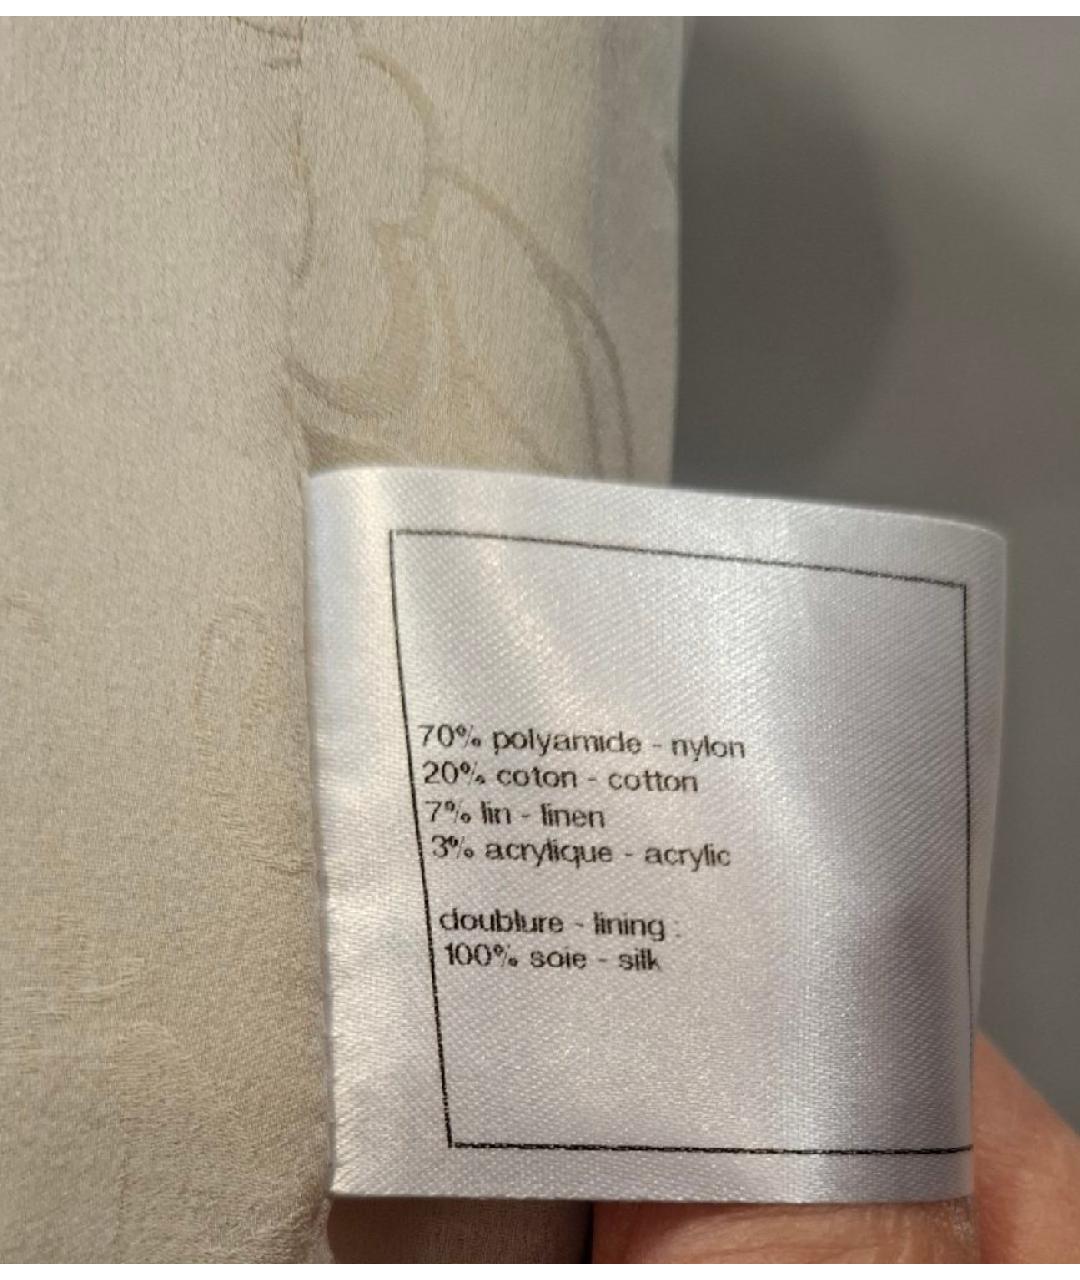 70% polyamide - nylon
20% coton - cotton
7% lin - linen
3% acrylique - acrylic
doublure - lining :
100% soie - silk